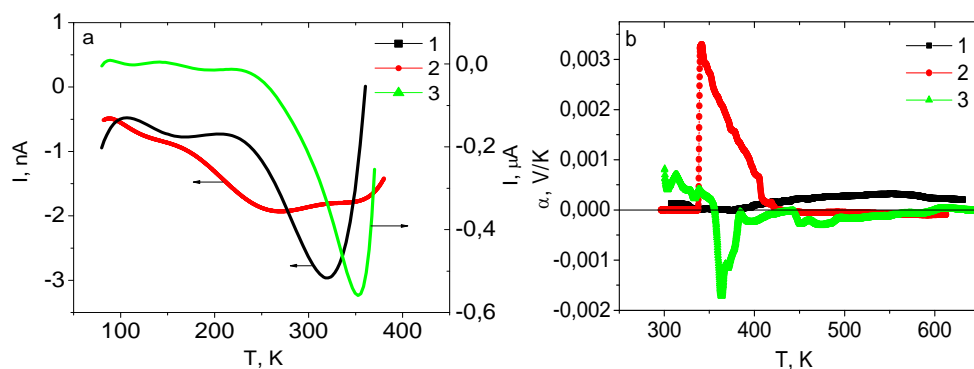 a
1
2
3
I, nA
1
0
-1
-2
-3
100 200 300 400
T, K
0,0
-0,2
-0,4
-0,6
I, µA
b
1
2
3
α, V/K
0,003
0,002
0,001
0,000
-0,001
-0,002
300 400 500 600
T, K